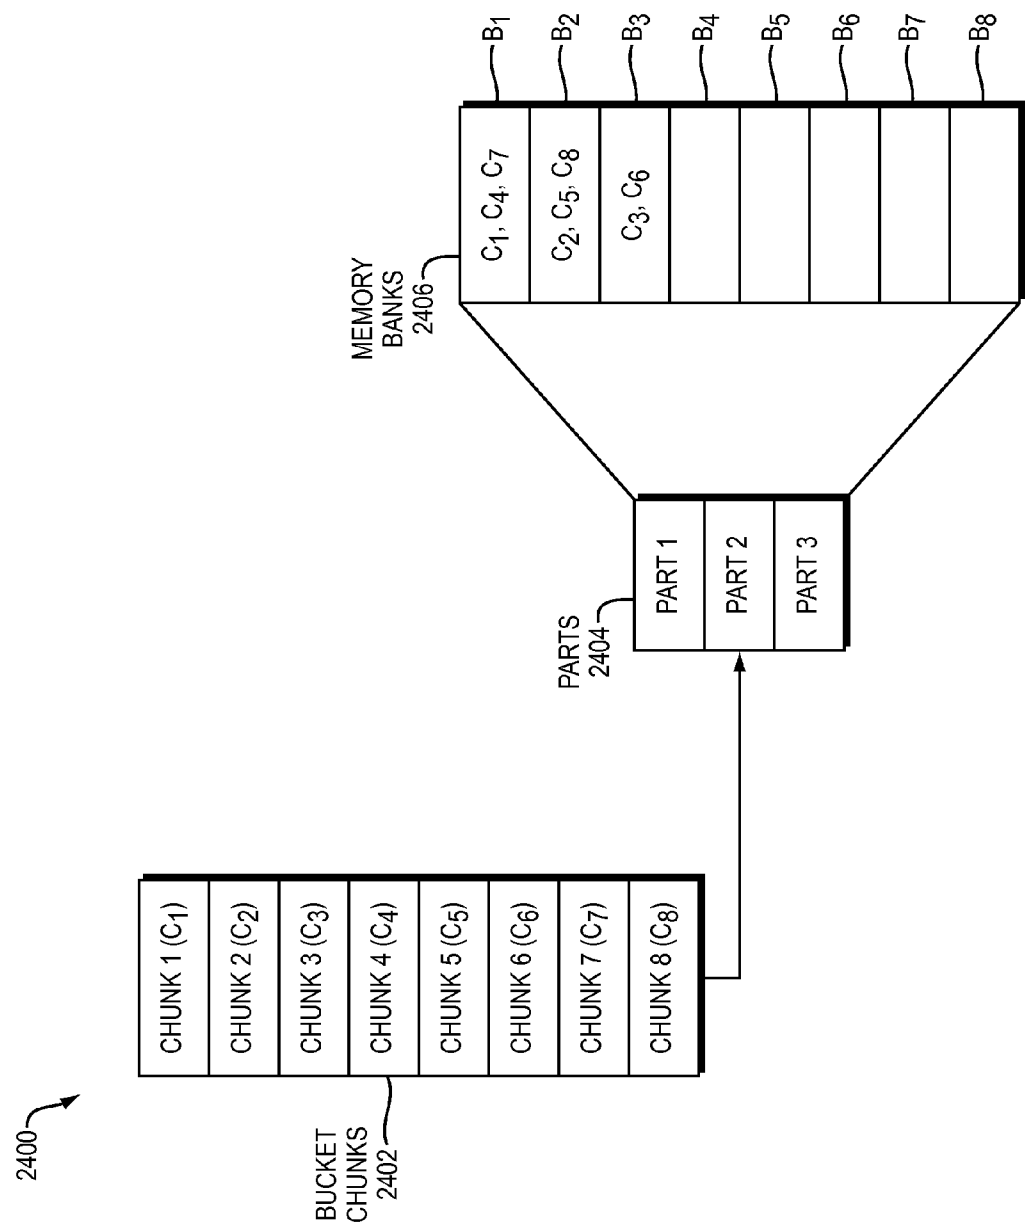 2400
BUCKET
CHUNKS
2402
CHUNK 1 (C1)
CHUNK 2 (C2)
CHUNK 3 (C3)
CHUNK 4 (C4)
CHUNK 5 (C5)
CHUNK 6 (C6)
CHUNK 7 (C7)
CHUNK 8 (C8)
PARTS
2404
PART 1
PART 2
PART 3
MEMORY
BANKS
2406
C1, C4, C7
C2, C5, C8
C3, C6
B1
B2
B3
B4
B5
B6
B7
B8